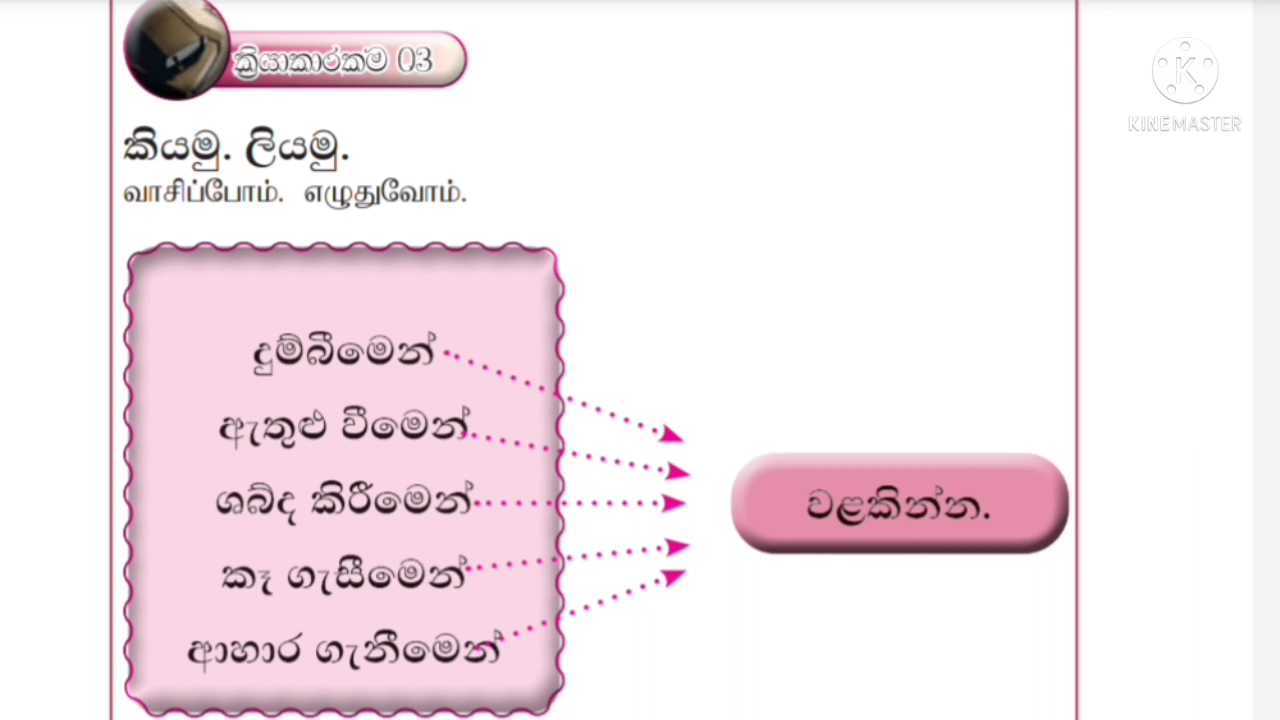 ක්‍රියාකාරකම 03
කියමු. ලියමු.
வாசிப்போம். எழுதுவோம்.
දුම්බීමෙන්
ඇතුළු වීමෙන්
ශබ්ද කිරීමෙන්
කෑ ගැසීමෙන්
ආහාර ගැනීමෙන්
වළකින්න.
KINEMASTER